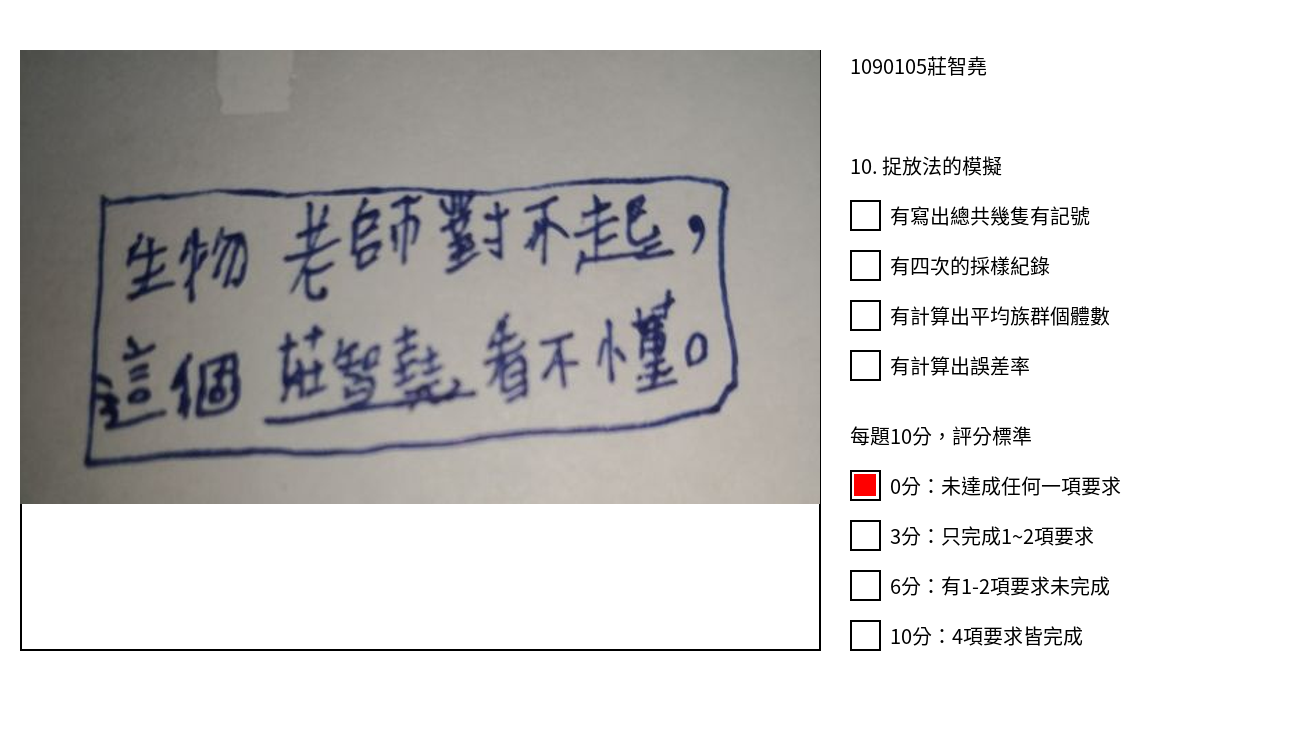 生物 老師對不起，
這個 莊智堯 看不懂。
1090105莊智堯
10. 捉放法的模擬
有寫出總共幾隻有記號
有四次的採樣紀錄
有計算出平均族群個體數
有計算出誤差率
每題10分，評分標準
0分：未達成任何一項要求
3分：只完成1~2項要求
6分：有1-2項要求未完成
10分：4項要求皆完成